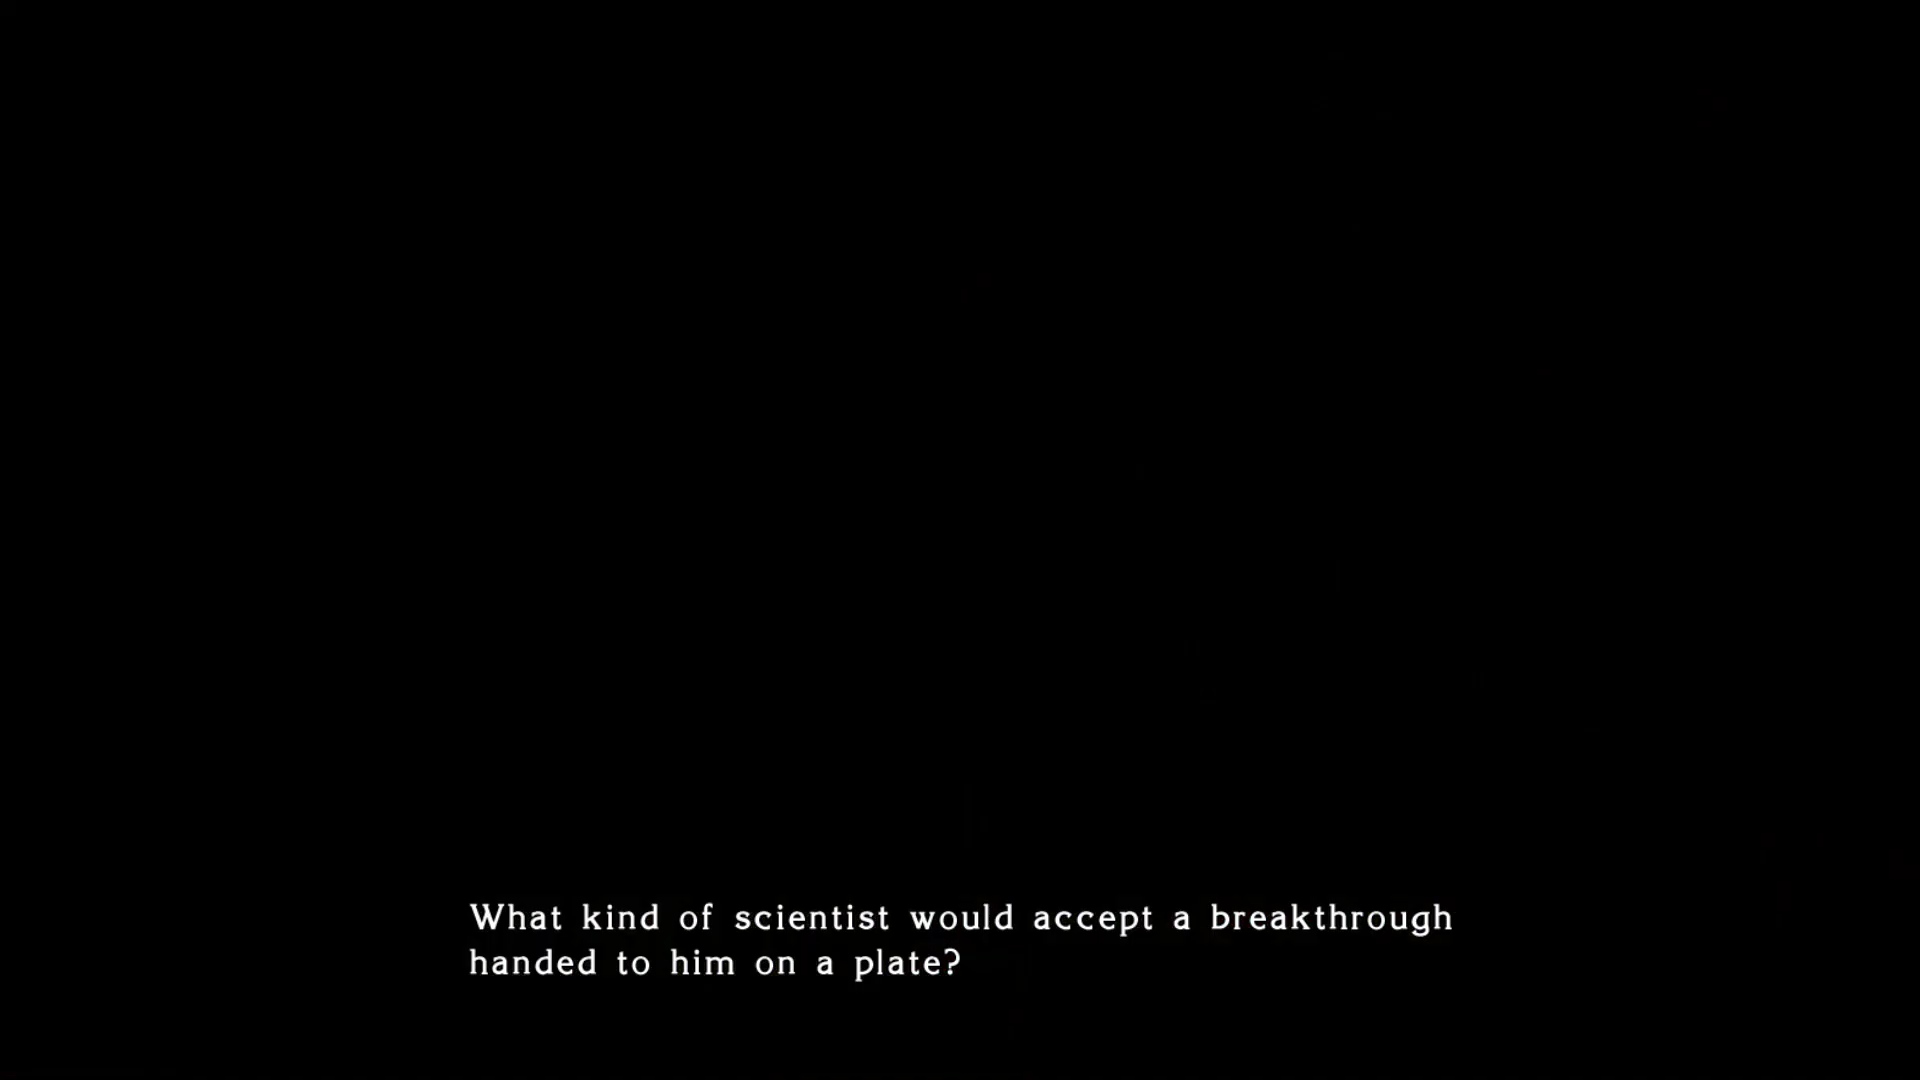 What kind of scientist would accept a breakthrough
handed to him on a plate?